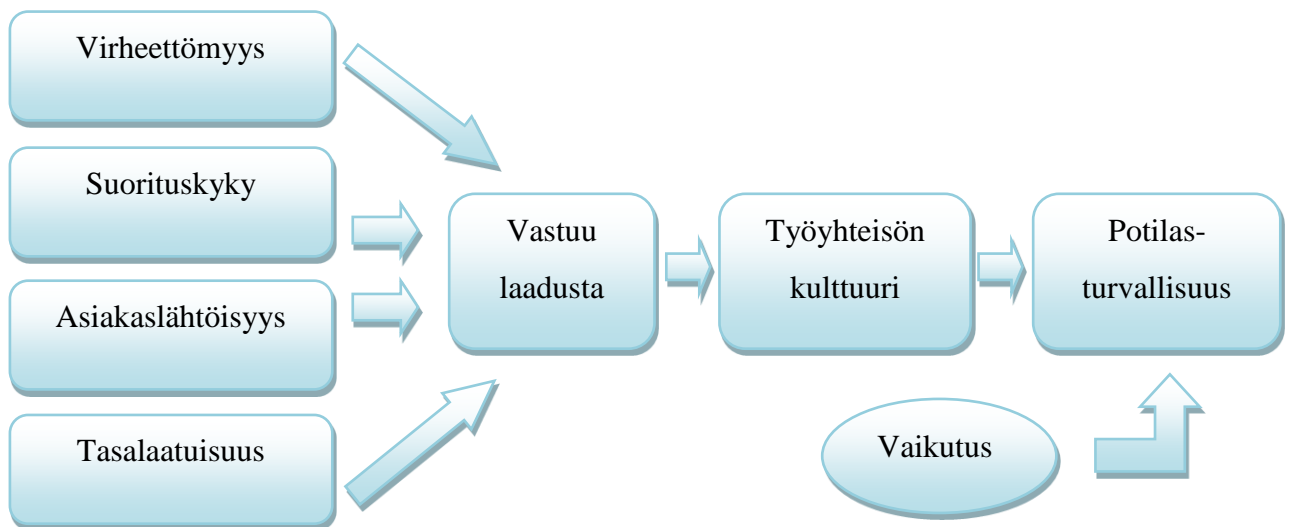 Virheettömyys
Suorituskyky
Asiakaslähtöisyys
Tasalaatuisuus
Vastuu
laadusta
Työyhteisön
kulttuuri
Potilas-
turvallisuus
Vaikutus